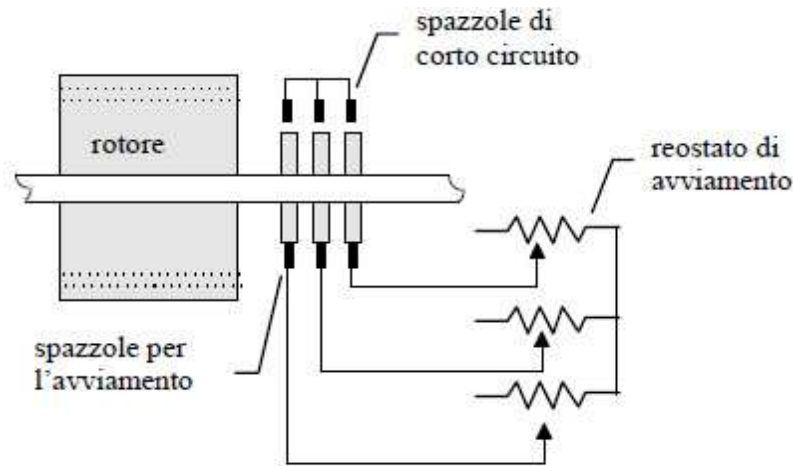 spazzole di
corto circuito
rotore
reostato di
avviamento
spazzole per
l'avviamento